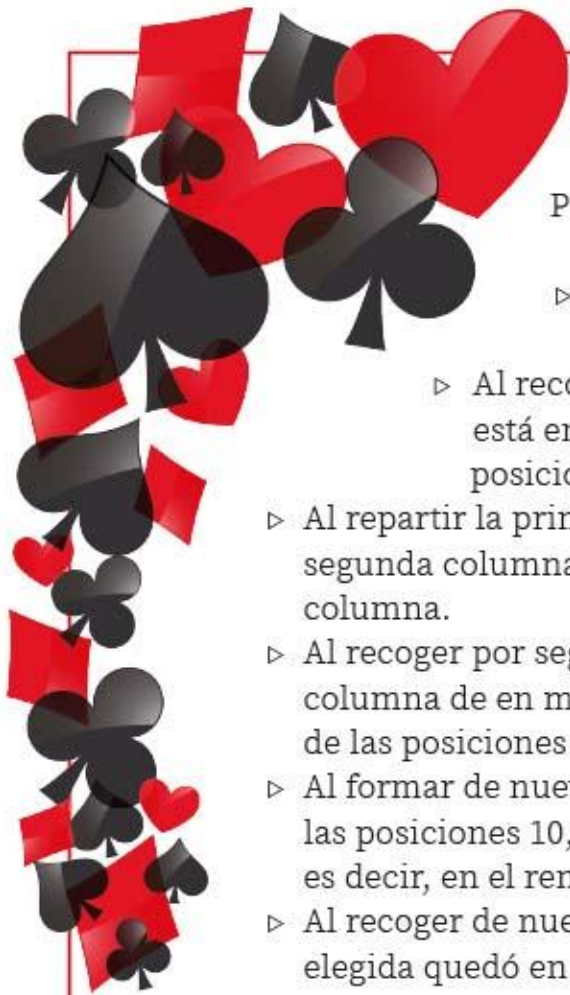 P
▷
▷ Al reco
está en
posicio
▷ Al repartir la prin
segunda columna
columna.
▷ Al recoger por seg
columna de en m
de las posiciones
▷ Al formar de nuev
las posiciones 10,
es decir, en el ren
▷ Al recoger de nue
elegida quedó en